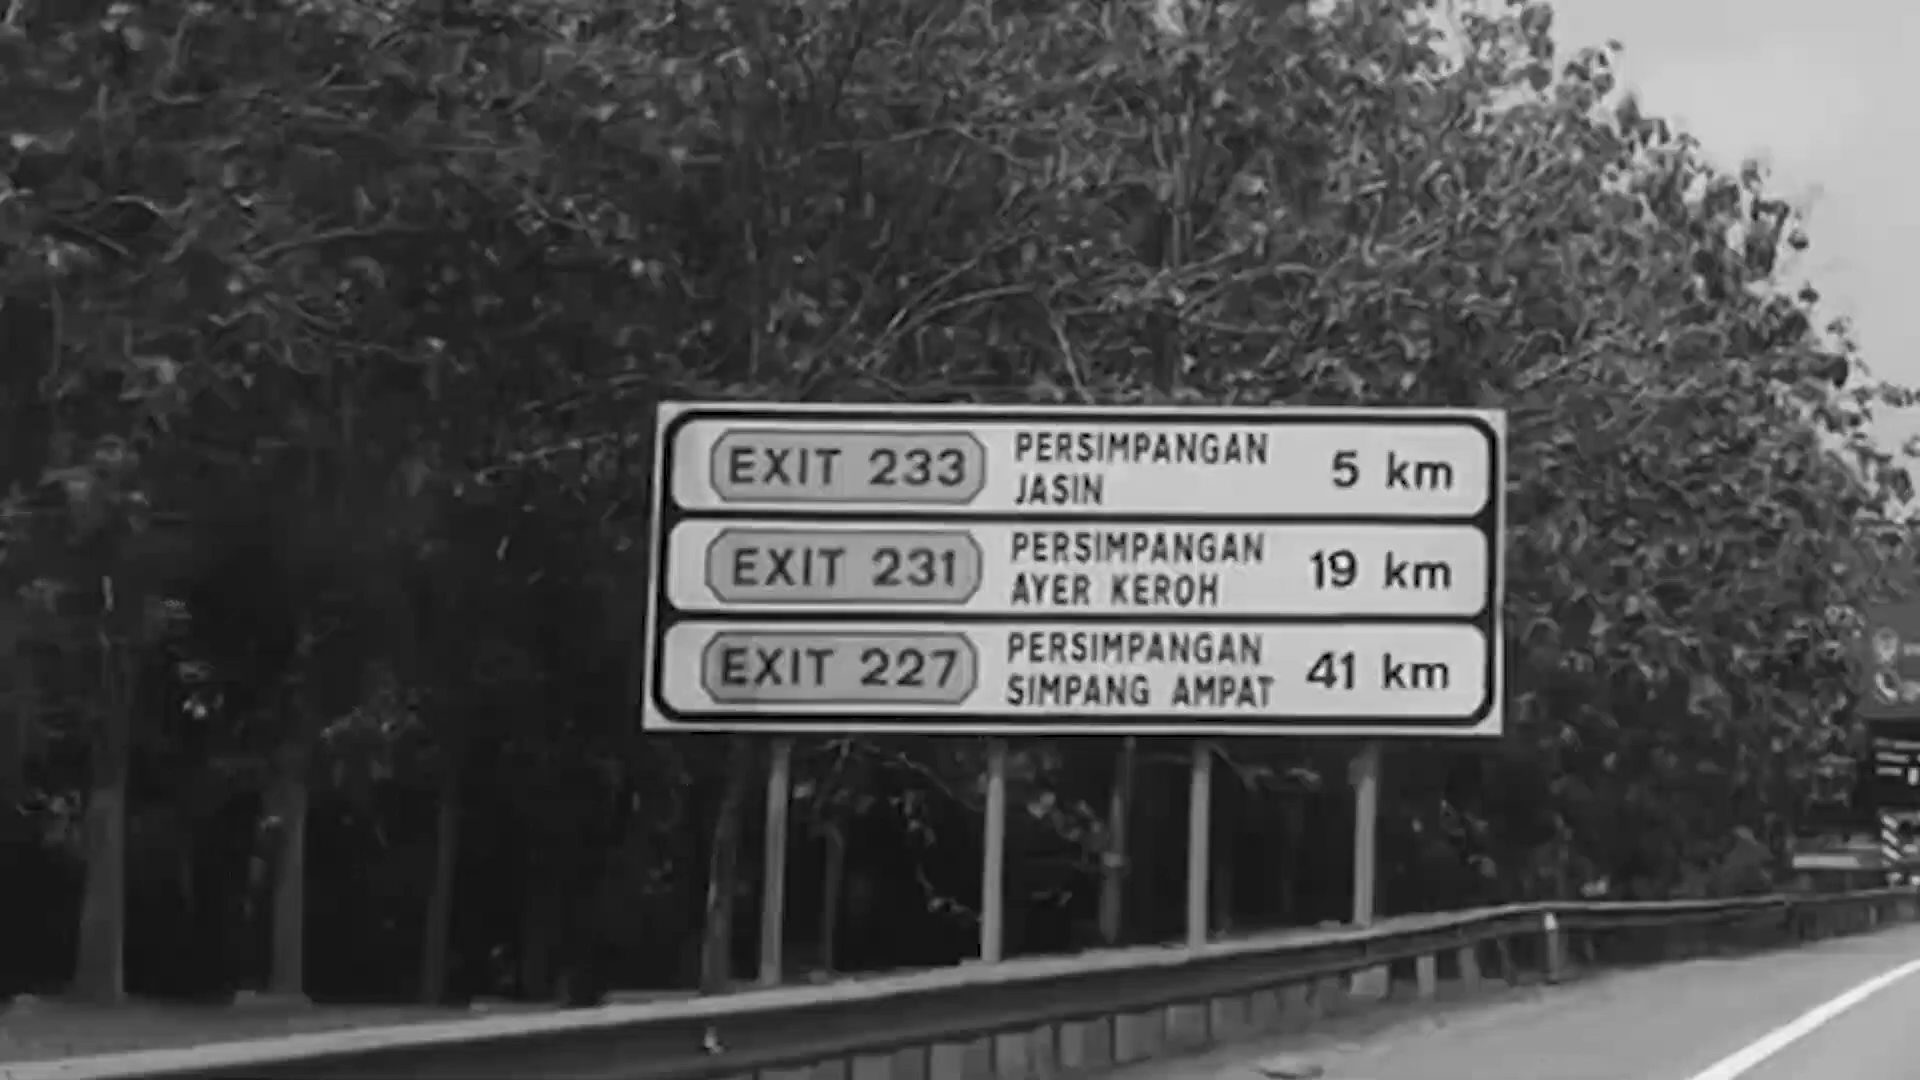 EXIT 233 PERSIMPANGAN JASIN 5 km
EXIT 231 PERSIMPANGAN AYER KEROH 19 km
EXIT 227 PERSIMPANGAN SIMPANG AMPAT 41 km